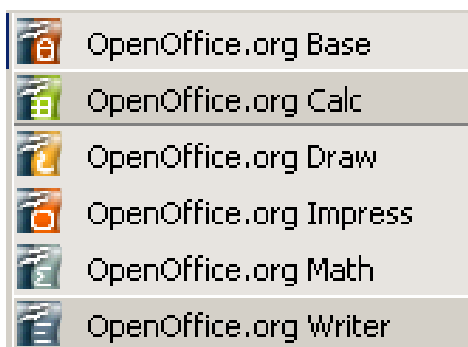 OpenOffice.org Base
OpenOffice.org Calc
OpenOffice.org Draw
OpenOffice.org Impress
OpenOffice.org Math
OpenOffice.org Writer